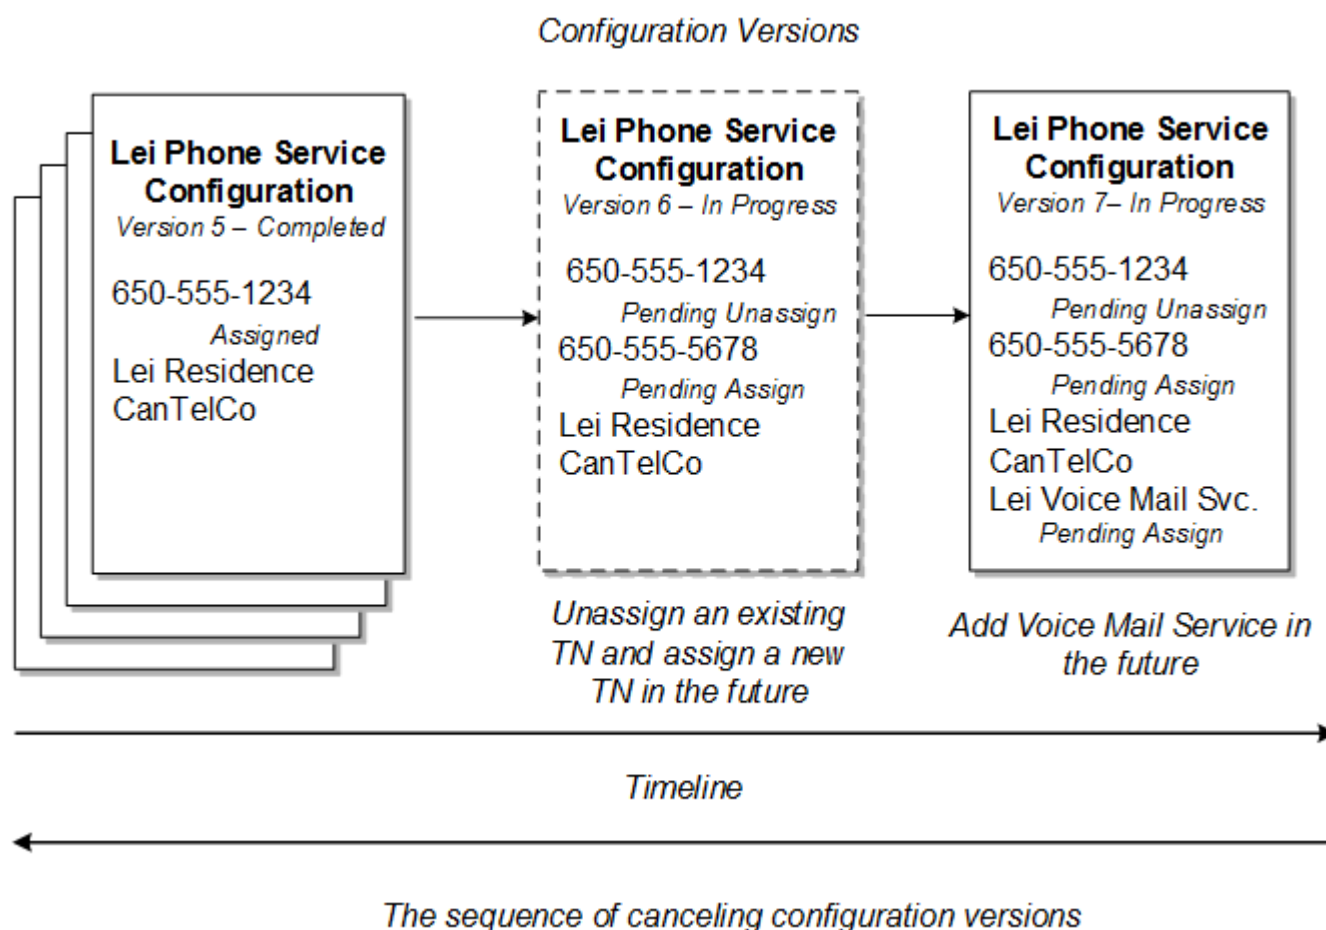 Configuration Versions
Lei Phone Service
Configuration
Version 5 – Completed
650-555-1234
Assigned
Lei Residence
CanTelCo
Lei Phone Service
Configuration
Version 6 – In Progress
650-555-1234
Pending Unassign
650-555-5678
Pending Assign
Lei Residence
CanTelCo
Unassign an existing
TN and assign a new
TN in the future
Lei Phone Service
Configuration
Version 7– In Progress
650-555-1234
Pending Unassign
650-555-5678
Pending Assign
Lei Residence
CanTelCo
Lei Voice Mail Svc.
Pending Assign
Add Voice Mail Service in
the future
Timeline
The sequence of canceling configuration versions